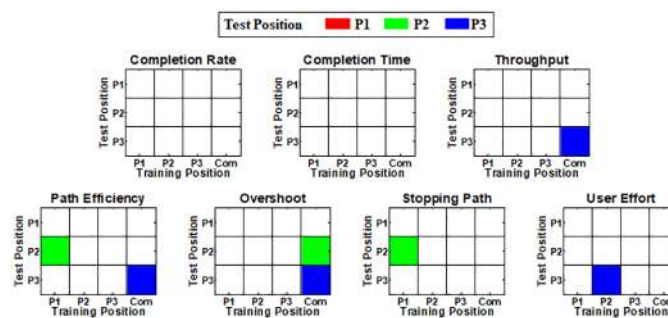 Test Position P1 P2 P3
Completion Rate Completion Time Throughput
Test Position P1 P2 P3
P1 P2 P3 Com
Training Position
Test Position P1 P2 P3
P1 P2 P3 Com
Training Position
Test Position P1 P2 P3
P1 P2 P3 Com
Training Position
Path Efficiency Overshoot Stopping Path User Effort
Test Position P1 P2 P3
P1 P2 P3 Com
Training Position
Test Position P1 P2 P3
P1 P2 P3 Com
Training Position
Test Position P1 P2 P3
P1 P2 P3 Com
Training Position
Test Position P1 P2 P3
P1 P2 P3 Com
Training Position